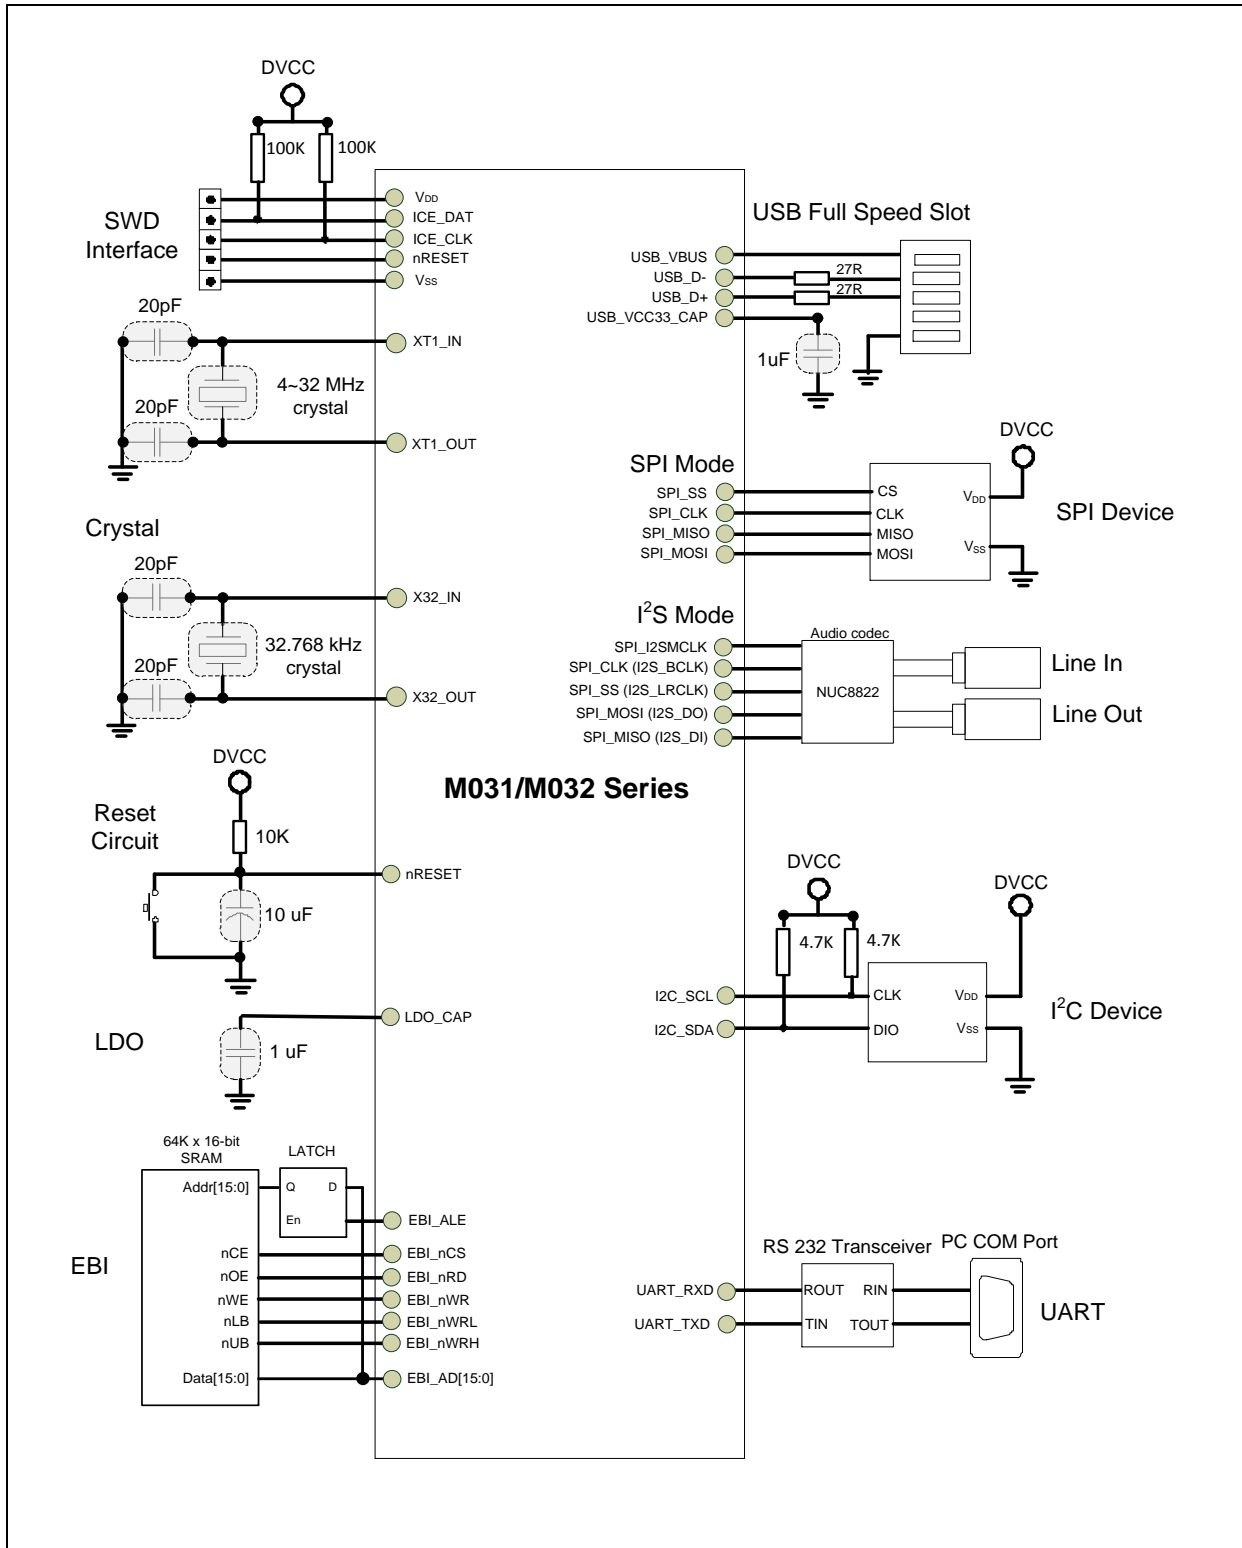 DVCC
100K
100K
SWD
Interface
VDD
ICE_DAT
ICE_CLK
nRESET
VSS
20pF
XT1_IN
4~32 MHz
crystal
20pF
XT1_OUT
Crystal
20pF
X32_IN
32.768 kHz
crystal
20pF
X32_OUT
DVCC
Reset
Circuit
10K
nRESET
10 uF
LDO
LDO_CAP
1 uF
64K x 16-bit
SRAM
LATCH
Addr[15:0]
Q
D
En
EBI_ALE
EBI
nCE
EBI_nCS
nOE
EBI_nRD
nWE
EBI_nWR
nLB
EBI_nWRL
nUB
EBI_nWRH
Data[15:0]
EBI_AD[15:0]
M031/M032 Series
USB Full Speed Slot
USB_VBUS
USB_D-
27R
USB_D+
27R
USB_VCC33_CAP
1uF
DVCC
SPI Mode
SPI_SS
CS
VDD
SPI_CLK
CLK
SPI Device
SPI_MISO
MISO
SPI_MOSI
MOSI
VSS
I2S Mode
Audio codec
SPI_I2SMCLK
SPI_CLK (I2S_BCLK)
SPI_SS (I2S_LRCLK)
SPI_MOSI (I2S_DO)
SPI_MISO (I2S_DI)
NUC8822
Line In
Line Out
DVCC
DVCC
4.7K
4.7K
I2C_SCL
CLK
VDD
I2C Device
I2C_SDA
DIO
VSS
RS 232 Transceiver
PC COM Port
UART_RXD
ROUT
RIN
UART_TXD
TIN
TOUT
UART